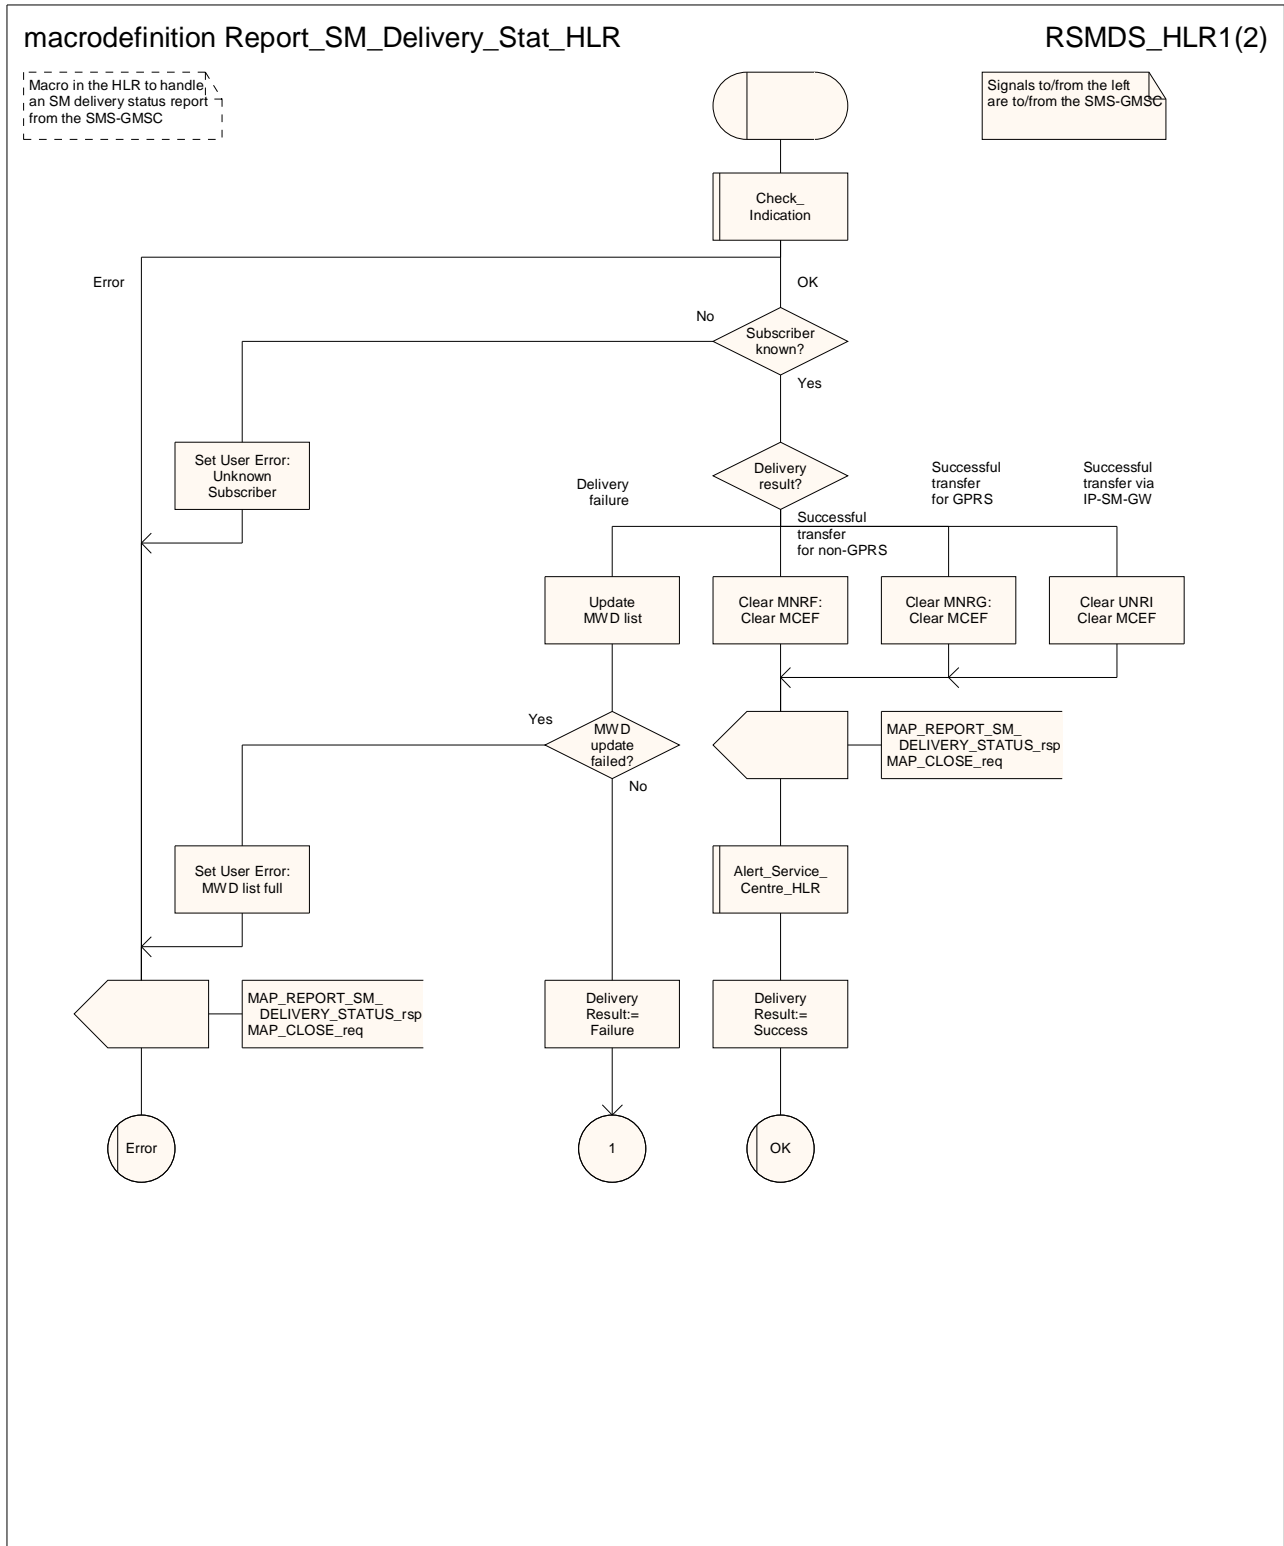 macrodefinition Report_SM_Delivery_Stat_HLR
RSMDS_HLR1(2)
Macro in the HLR to handle
an SM delivery status report
from the SMS-GMSC
Signals to/from the left
are to/from the SMS-GMSC
Check_
Indication
Error
OK
No
Subscriber
known?
Yes
Set User Error:
Unknown
Subscriber
Delivery
result?
Delivery
failure
Successful
transfer
for non-GPRS
Successful
transfer
for GPRS
Successful
transfer via
IP-SM-GW
Update
MWD list
Clear MNRF:
Clear MCEF
Clear MNRG:
Clear MCEF
Clear UNRI
Clear MCEF
Yes
MWD
update
failed?
No
MAP_REPORT_SM_
DELIVERY_STATUS_rsp
MAP_CLOSE_req
Set User Error:
MWD list full
Alert_Service_
Centre_HLR
MAP_REPORT_SM_
DELIVERY_STATUS_rsp
MAP_CLOSE_req
Delivery
Result:=
Failure
Delivery
Result:=
Success
Error
1
OK